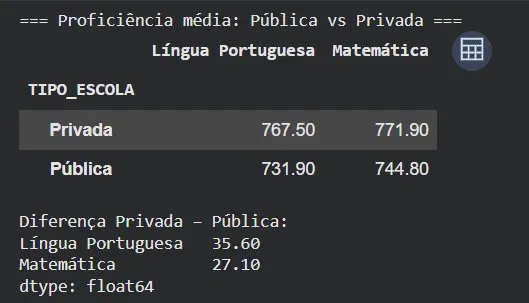 === Proficiência média: Pública vs Privada ===
Língua Portuguesa Matemática
TIPO_ESCOLA
Privada 767.50 771.90
Pública 731.90 744.80
Diferença Privada – Pública:
Língua Portuguesa 35.60
Matemática 27.10
dtype: float64